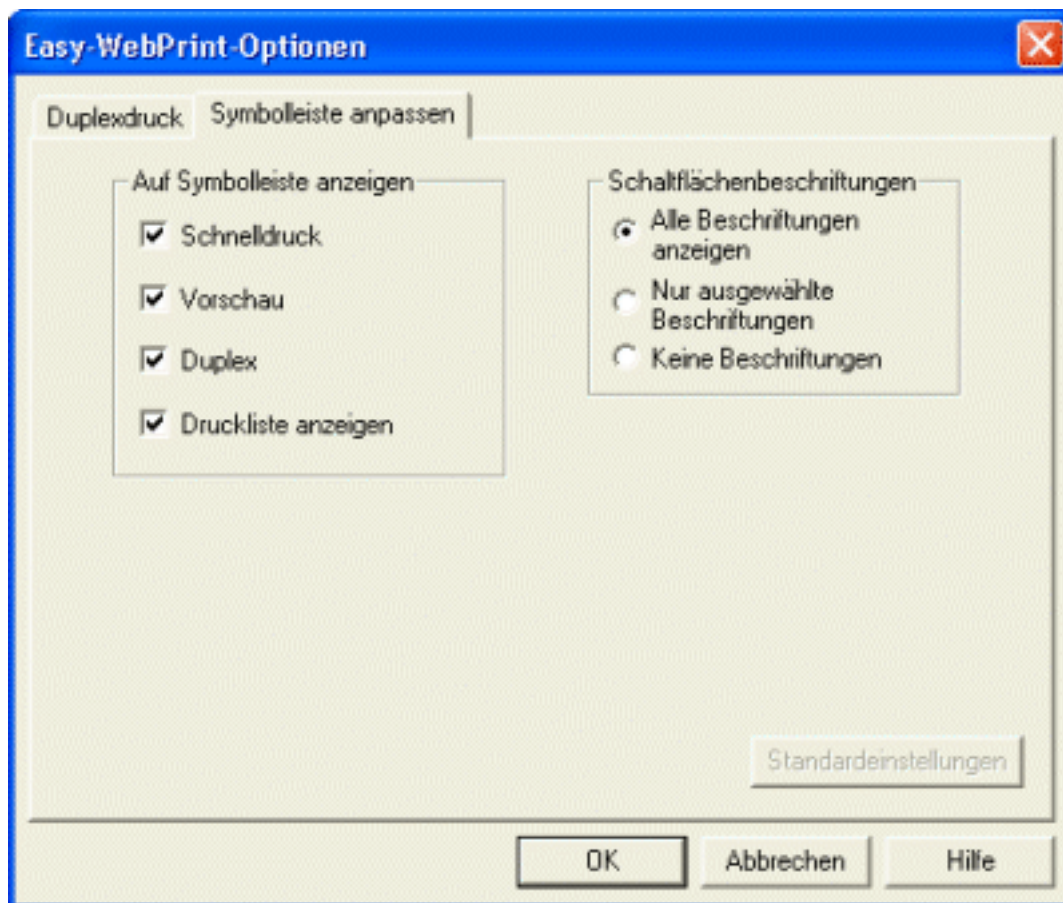 Easy-WebPrint-Optionen
Duplexdruck
Symbolleiste anpassen
Auf Symbolleiste anzeigen
Schnelldruck
Vorschau
Duplex
Druckliste anzeigen
Schaltflächenbeschriftungen
Alle Beschriftungen
anzeigen
Nur ausgewählte
Beschriftungen
Keine Beschriftungen
Standardeinstellungen
OK
Abbrechen
Hilfe